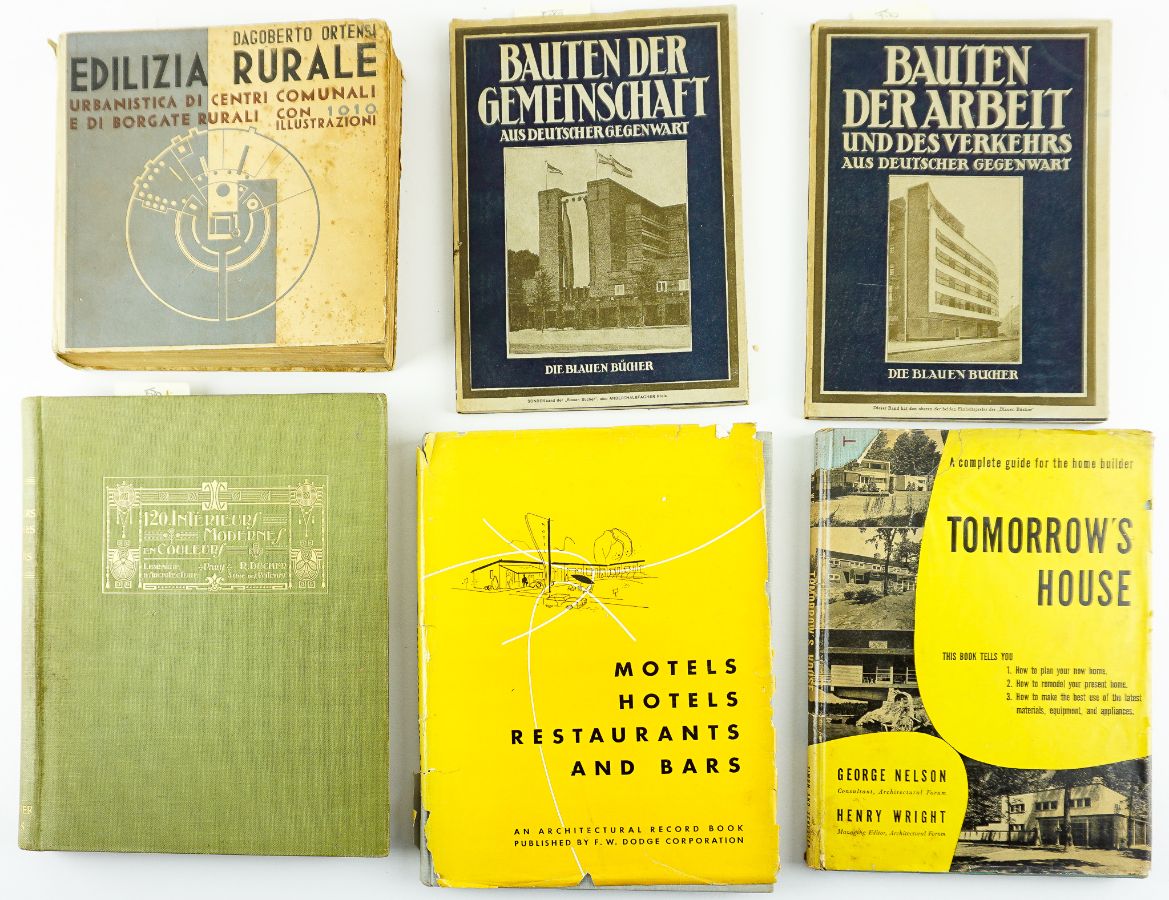 DAGOBERTO ORTENSI
EDILIZIA RURALE
URBANISTICA DI CENTRI COMUNALI
E DI BORGATE RURALI CON 1010
ILLUSTRAZIONI
BAUTEN DER
GEMEINSCHAFT
AUS DEUTSCHER GEGENWART
DIE BLAUEN BÜCHER
BAUTEN
DER ARBEIT
UND DES VERKEHRS
AUS DEUTSCHER GEGENWART
DIE BLAUEN BUCHER
120. INTÉRIEURS
MODERNES
EN COULEURS
R. DUCHER
MOTELS
HOTELS
RESTAURANTS
AND BARS
AN ARCHITECTURAL RECORD BOOK
PUBLISHED BY F. W. DODGE CORPORATION
A complete guide for the home builder
TOMORROW'S
HOUSE
THIS BOOK TELLS YOU
1. How to plan your new home.
2. How to remodel your present home.
3. How to make the best use of the latest
materials, equipment, and appliances.
GEORGE NELSON
Consultant, Architectural Forum
HENRY WRIGHT
Managing Editor, Architectural Forum